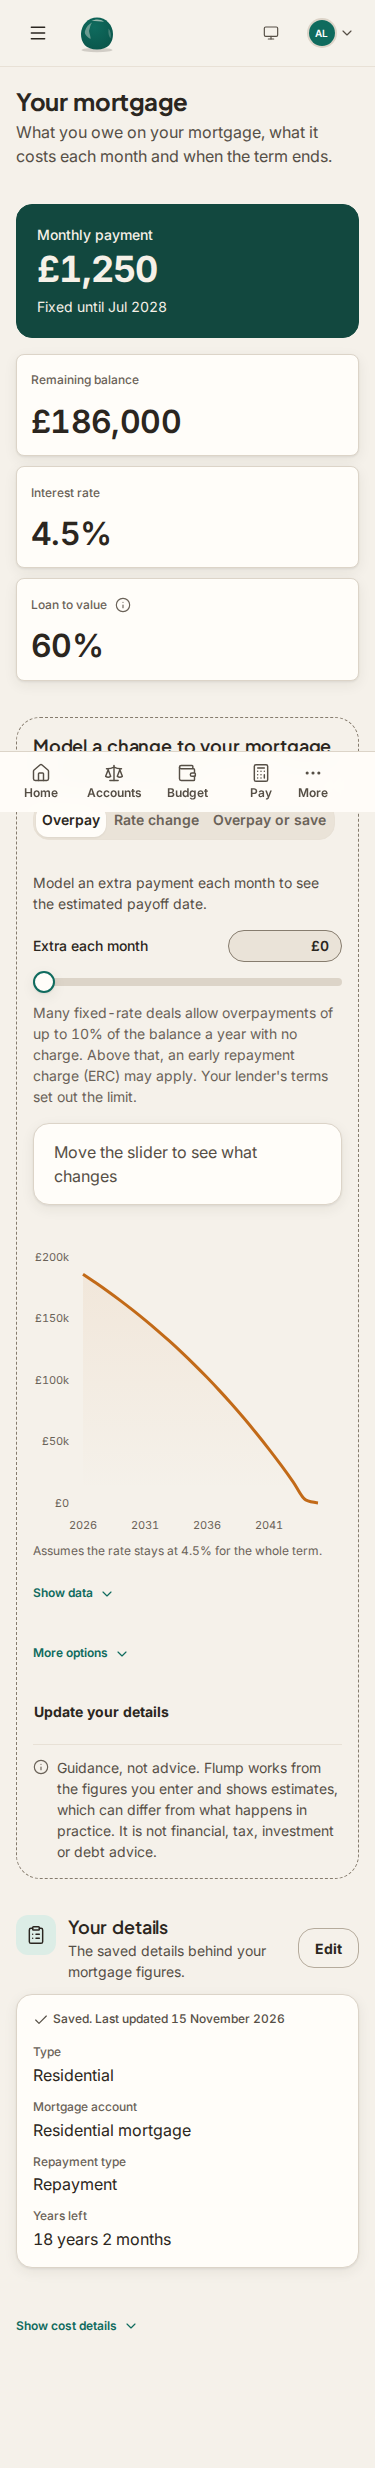 AL
Your mortgage
What you owe on your mortgage, what it
costs each month and when the term ends.
Monthly payment
£1,250
Fixed until Jul 2028
Remaining balance
£186,000
Interest rate
4.5%
Loan to value
60%
Model a change to your mortgage
Home Accounts Budget Pay More
Overpay Rate change Overpay or save
Model an extra payment each month to see
the estimated payoff date.
Extra each month £0
Many fixed-rate deals allow overpayments of
up to 10% of the balance a year with no
charge. Above that, an early repayment
charge (ERC) may apply. Your lender's terms
set out the limit.
Move the slider to see what
changes
£200k
£150k
£100k
£50k
£0
2026 2031 2036 2041
Assumes the rate stays at 4.5% for the whole term.
Show data
More options
Update your details
Guidance, not advice. Flump works from
the figures you enter and shows estimates,
which can differ from what happens in
practice. It is not financial, tax, investment
or debt advice.
Your details
The saved details behind your
mortgage figures.
Edit
Saved. Last updated 15 November 2026
Type
Residential
Mortgage account
Residential mortgage
Repayment type
Repayment
Years left
18 years 2 months
Show cost details